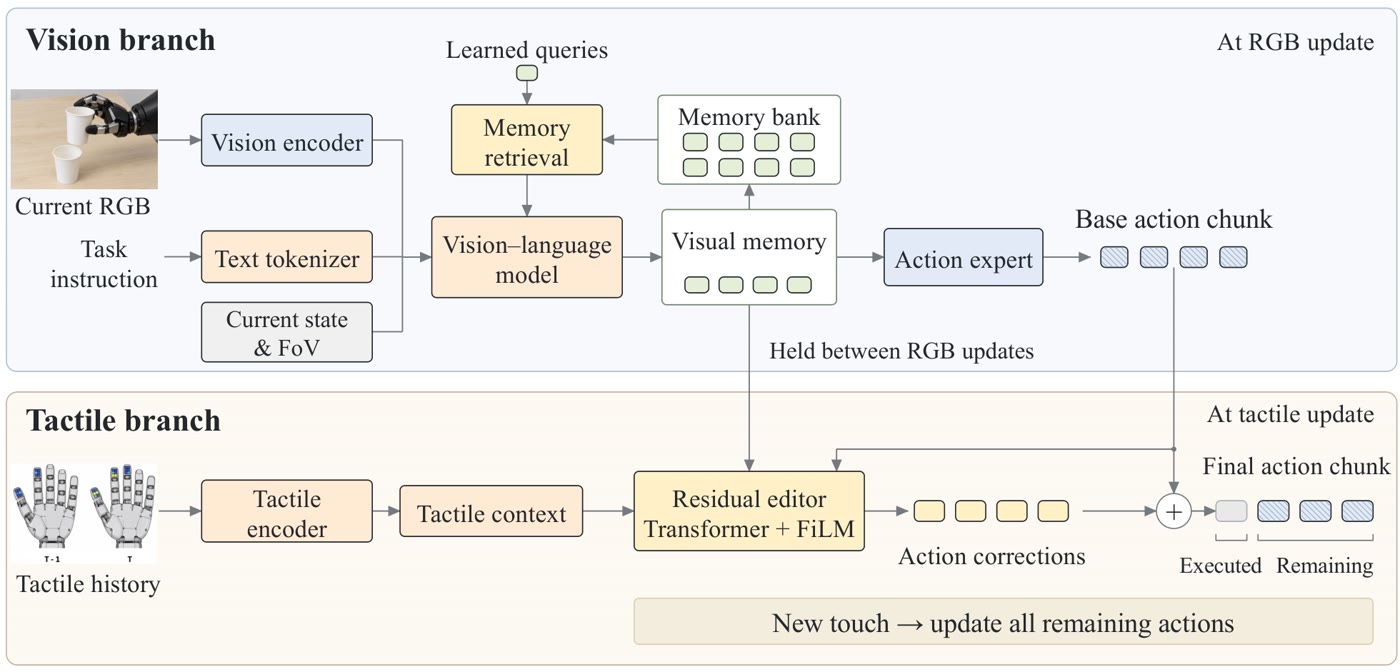 Vision branch
At RGB update
Learned queries
Memory
retrieval
Memory bank
Vision encoder
Current RGB
Task
instruction
Text tokenizer
Vision–language
model
Visual memory
Action expert
Base action chunk
Current state
& FoV
Held between RGB updates
Tactile branch
At tactile update
Final action chunk
Tactile
encoder
Tactile context
Residual editor
Transformer + FiLM
Action corrections
+
Executed
Remaining
Tactile history
New touch → update all remaining actions